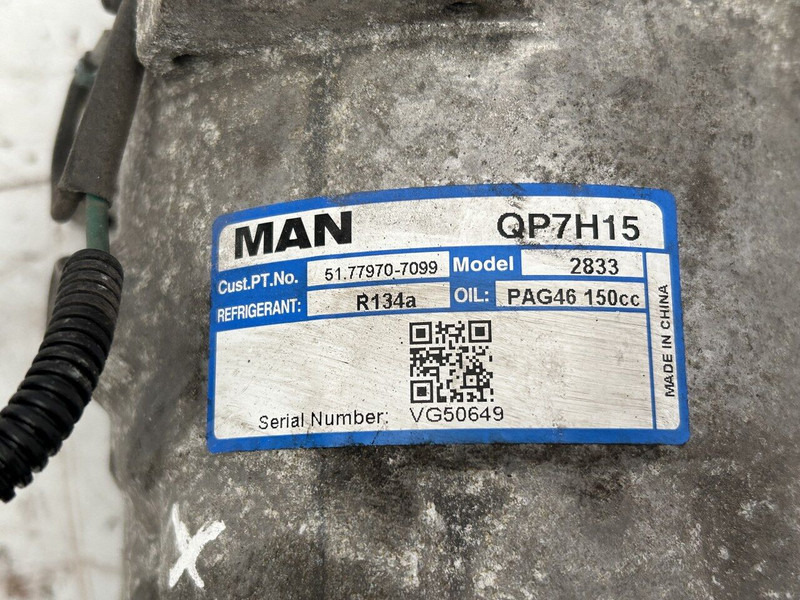 MAN QP7H15
Cust.PT.No. 51.77970-7099 Model 2833
REFRIGERANT: R134a OIL: PAG46 150cc
MADE IN CHINA
Serial Number: VG50649
X